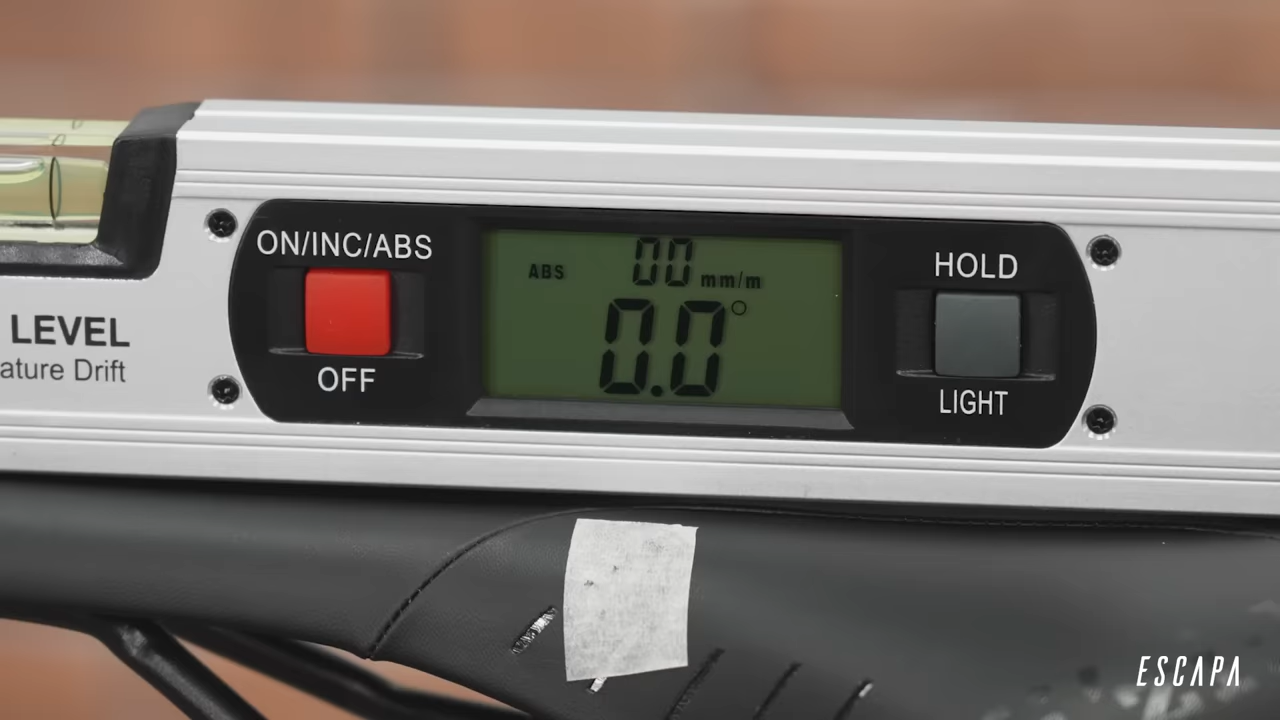 ON/INC/ABS
OFF
LEVEL
ature Drift
ABS
00 mm/m
0.0°
HOLD
LIGHT
ESCAPA